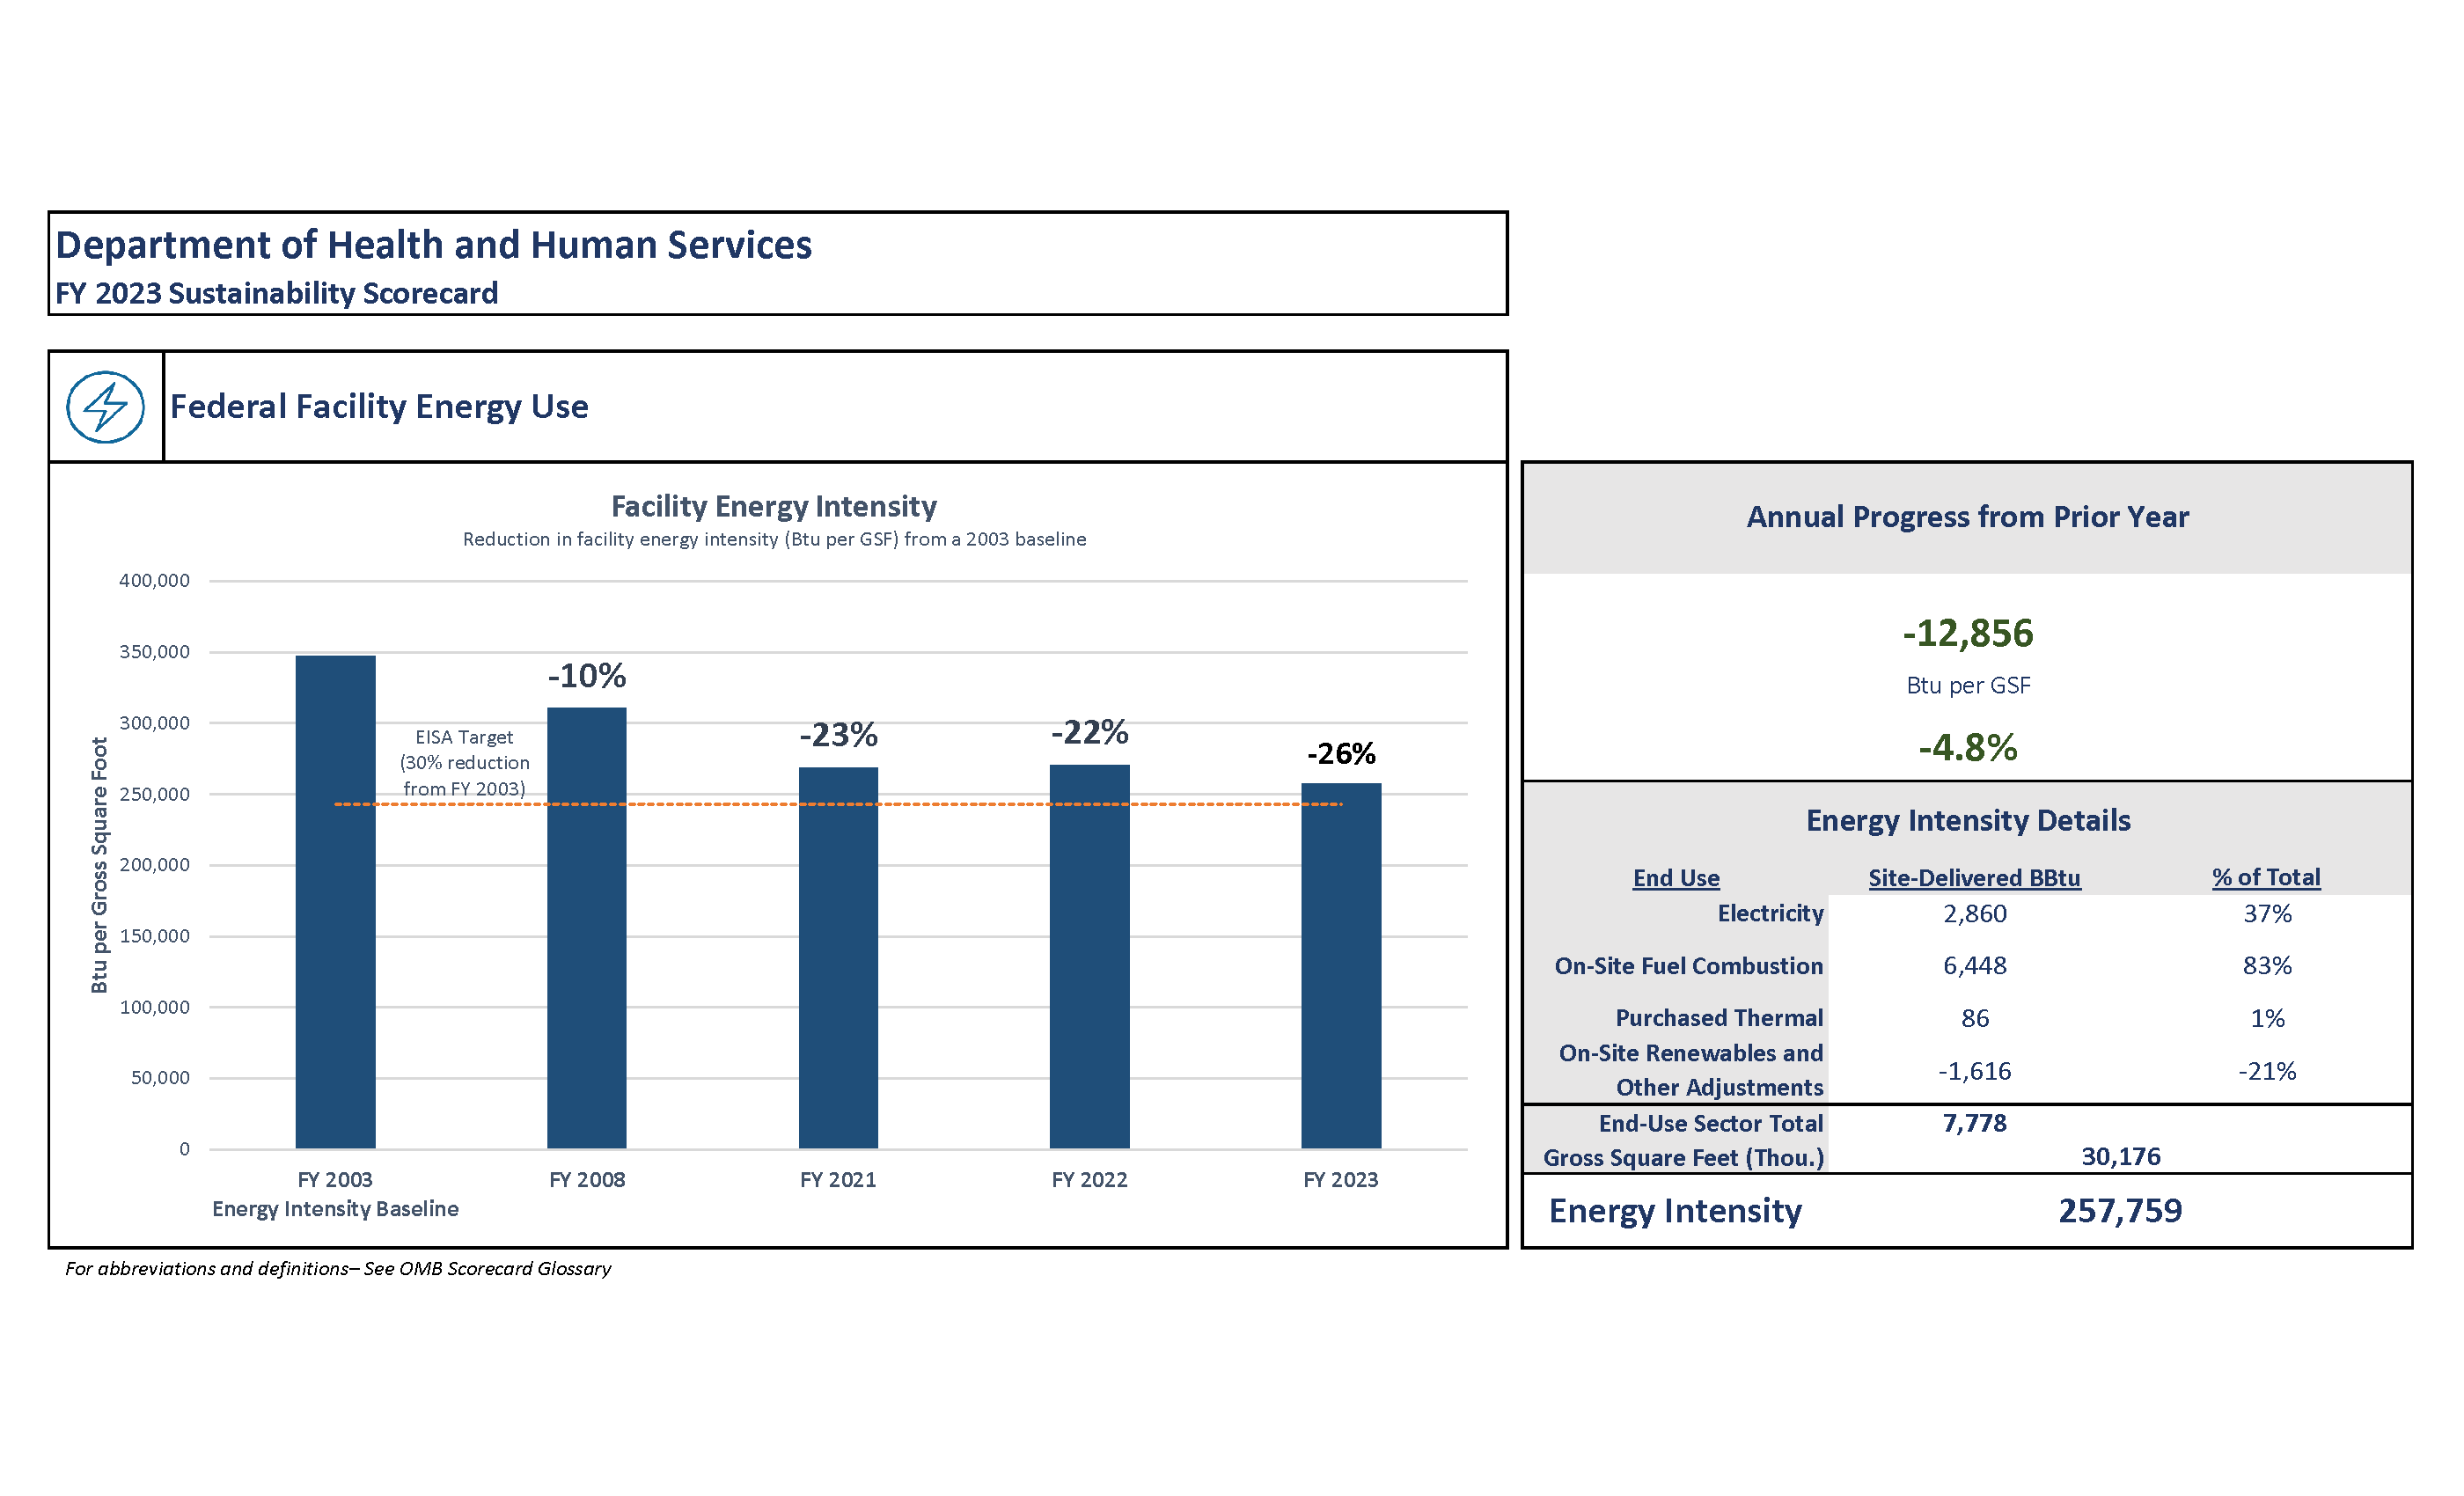 Department of Health and Human Services
FY 2023 Sustainability Scorecard
Federal Facility Energy Use
Facility Energy Intensity
Reduction in facility energy intensity (Btu per GSF) from a 2003 baseline
400,000
350,000
300,000
250,000
200,000
150,000
100,000
50,000
0
Btu per Gross Square Foot
-10%
-23%
-22%
-26%
EISA Target
(30% reduction
from FY 2003)
FY 2003
FY 2008
FY 2021
FY 2022
FY 2023
Energy Intensity Baseline
Annual Progress from Prior Year
-12,856
Btu per GSF
-4.8%
Energy Intensity Details
End Use Site-Delivered BBtu % of Total
Electricity 2,860 37%
On-Site Fuel Combustion 6,448 83%
Purchased Thermal 86 1%
On-Site Renewables and
Other Adjustments -1,616 -21%
End-Use Sector Total 7,778
Gross Square Feet (Thou.) 30,176
Energy Intensity 257,759
For abbreviations and definitions– See OMB Scorecard Glossary